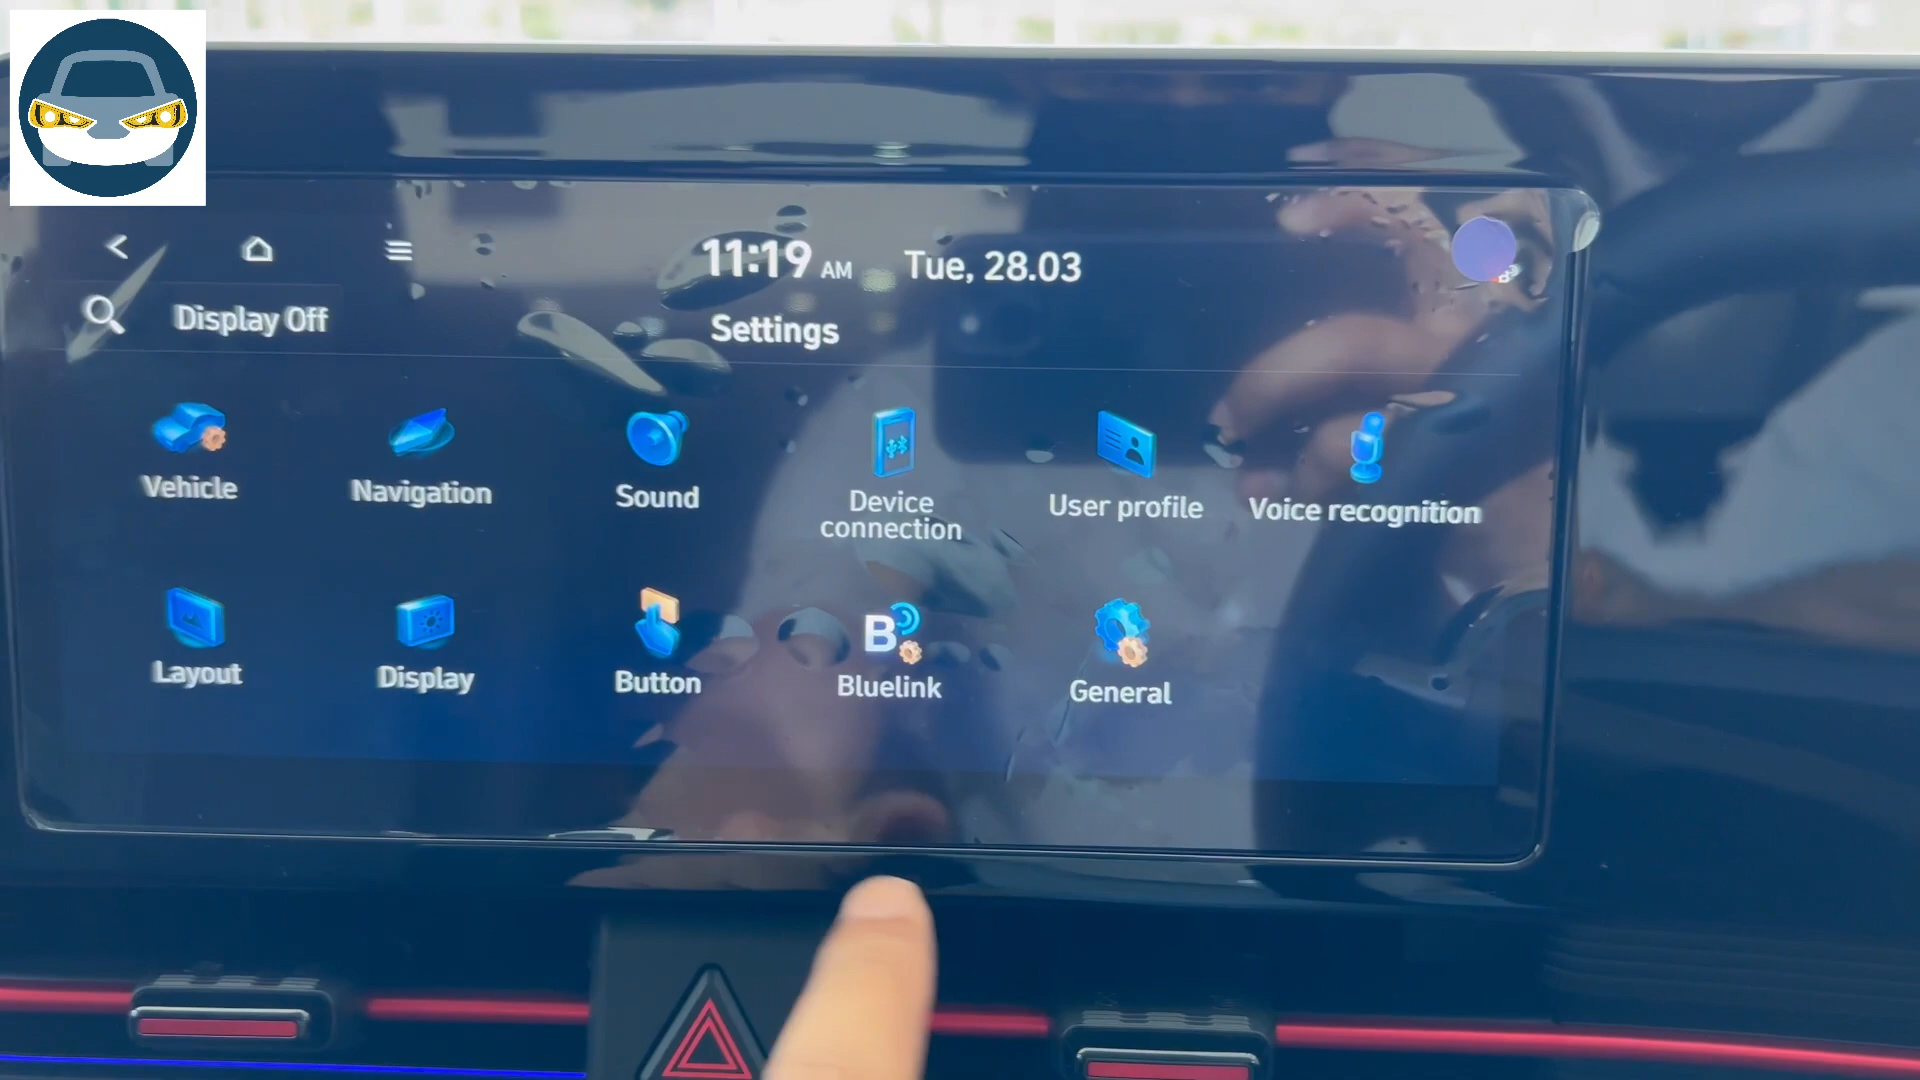 11:19 AM Tue, 28.03
Display Off
Settings
Vehicle
Navigation
Sound
Device
connection
User profile
Voice recognition
Layout
Display
Button
B
Bluelink
General